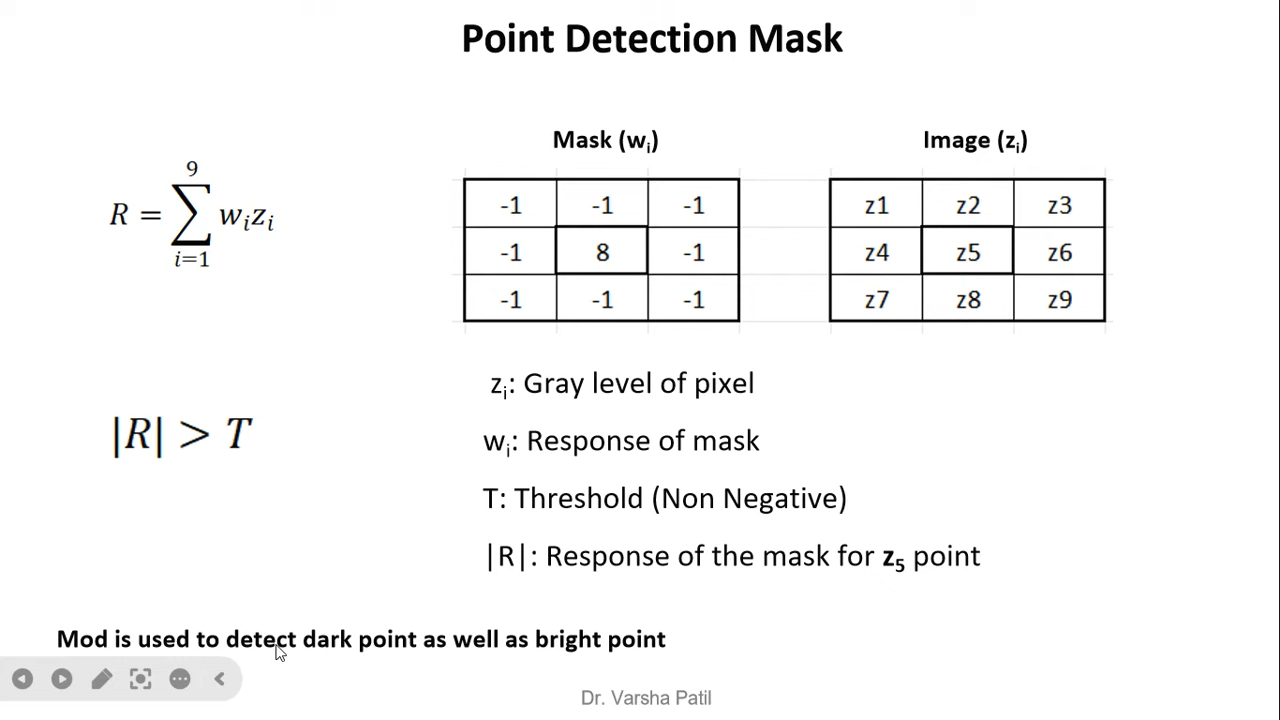 Point Detection Mask
Mask (wi)
Image (zi)
9
R = ∑ wizi
i=1
-1 -1 -1
-1 8 -1
-1 -1 -1
z1 z2 z3
z4 z5 z6
z7 z8 z9
zi: Gray level of pixel
|R| > T
wi: Response of mask
T: Threshold (Non Negative)
|R|: Response of the mask for z5 point
Mod is used to detect dark point as well as bright point
Dr. Varsha Patil